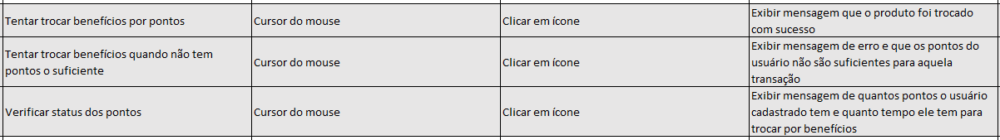 Tentar trocar benefícios por pontos
Cursor do mouse
Clicar em ícone
Exibir mensagem que o produto foi trocado
com sucesso
Tentar trocar benefícios quando não tem
pontos o suficiente
Cursor do mouse
Clicar em ícone
Exibir mensagem de erro e que os pontos do
usuário não são suficientes para aquela
transação
Verificar status dos pontos
Cursor do mouse
Clicar em ícone
Exibir mensagem de quantos pontos o usuário
cadastrado tem e quanto tempo ele tem para
trocar por benefícios